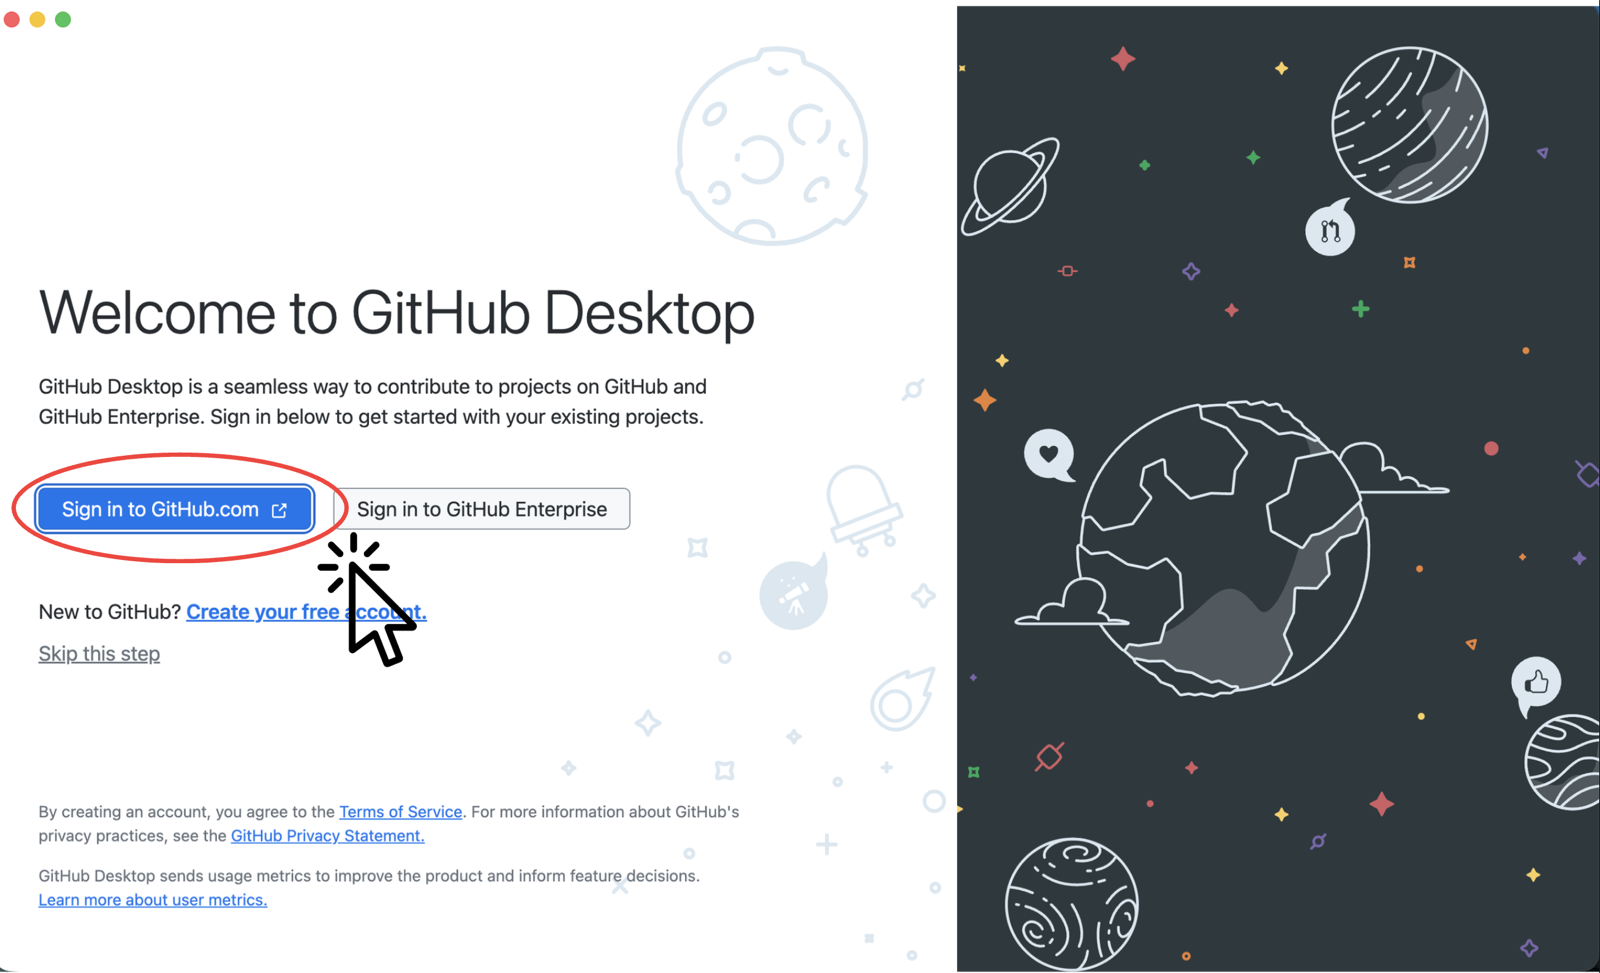 Welcome to GitHub Desktop
GitHub Desktop is a seamless way to contribute to projects on GitHub and
GitHub Enterprise. Sign in below to get started with your existing projects.
Sign in to GitHub.com
Sign in to GitHub Enterprise
New to GitHub? Create your free account.
Skip this step
By creating an account, you agree to the Terms of Service. For more information about GitHub's
privacy practices, see the GitHub Privacy Statement.
GitHub Desktop sends usage metrics to improve the product and inform feature decisions.
Learn more about user metrics.